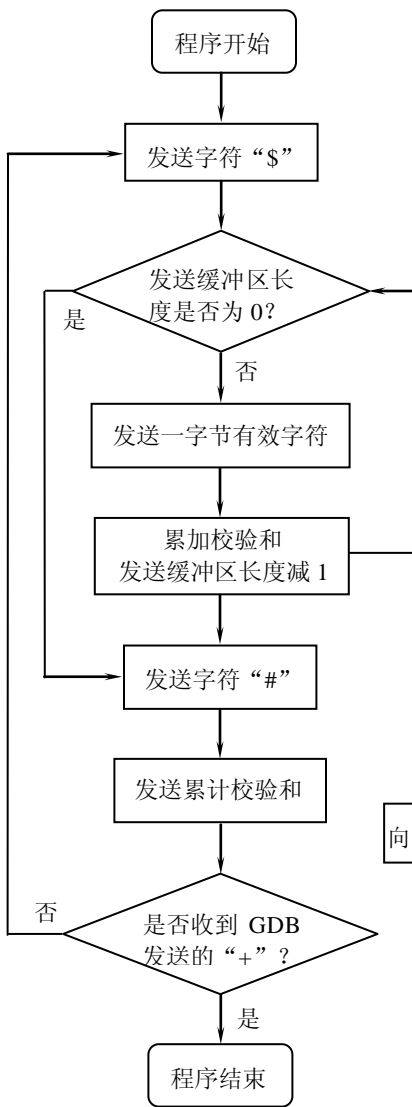 程序开始
发送字符“$”
发送缓冲区长
度是否为 0？
是
否
发送一字节有效字符
累加校验和
发送缓冲区长度减 1
发送字符“#”
发送累计校验和
向
否
是否收到 GDB
发送的“+”？
是
程序结束